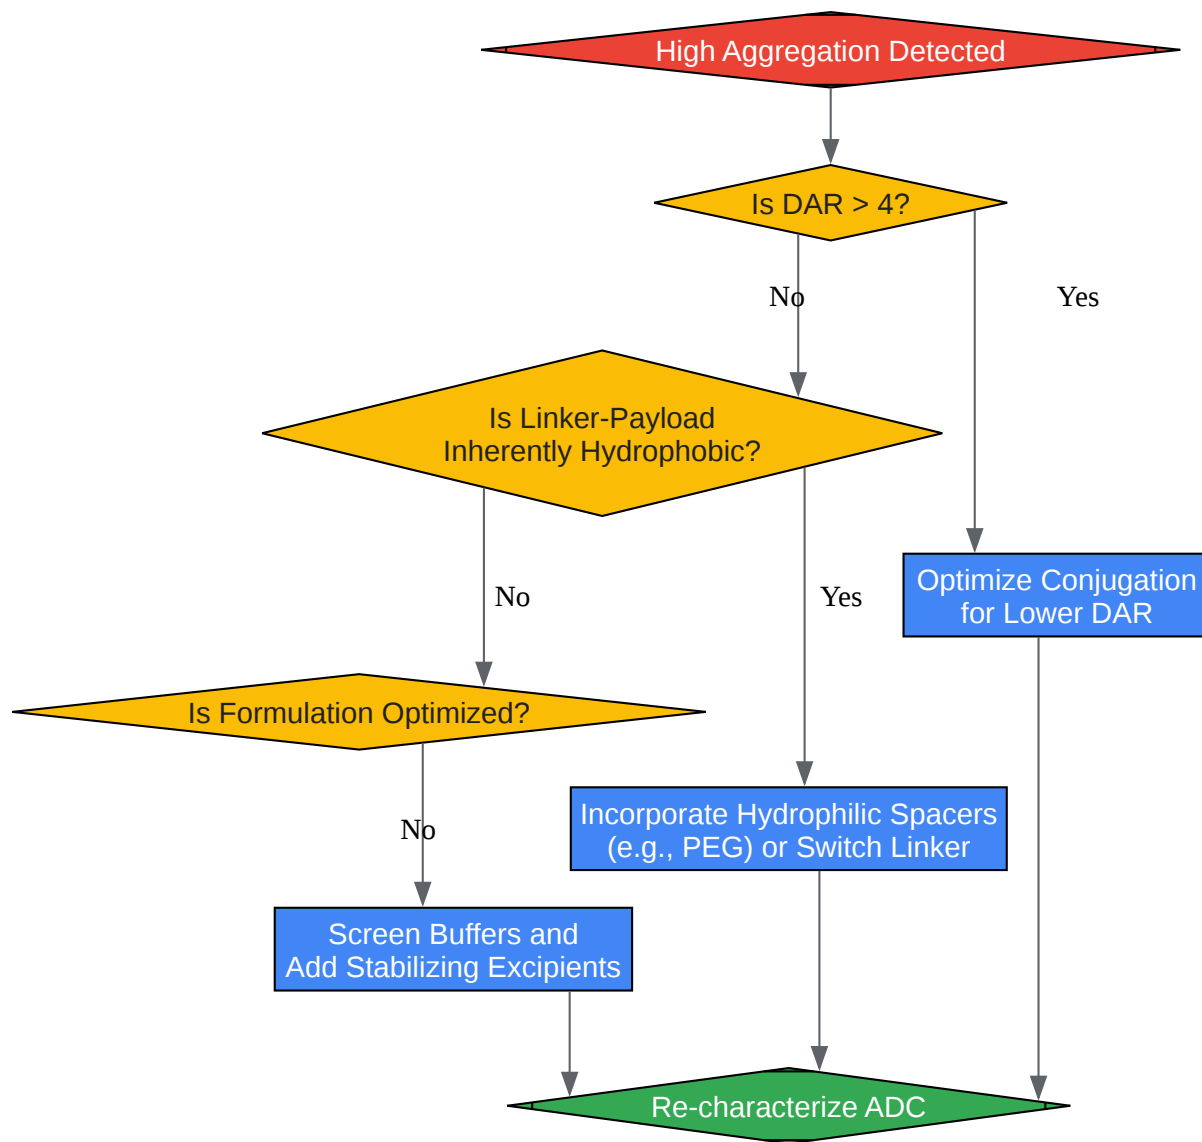 High Aggregation Detected
Is DAR > 4?
No
Yes
Is Linker-Payload
Inherently Hydrophobic?
Optimize Conjugation
for Lower DAR
No
Yes
Is Formulation Optimized?
Incorporate Hydrophilic Spacers
(e.g., PEG) or Switch Linker
No
Screen Buffers and
Add Stabilizing Excipients
Re-characterize ADC